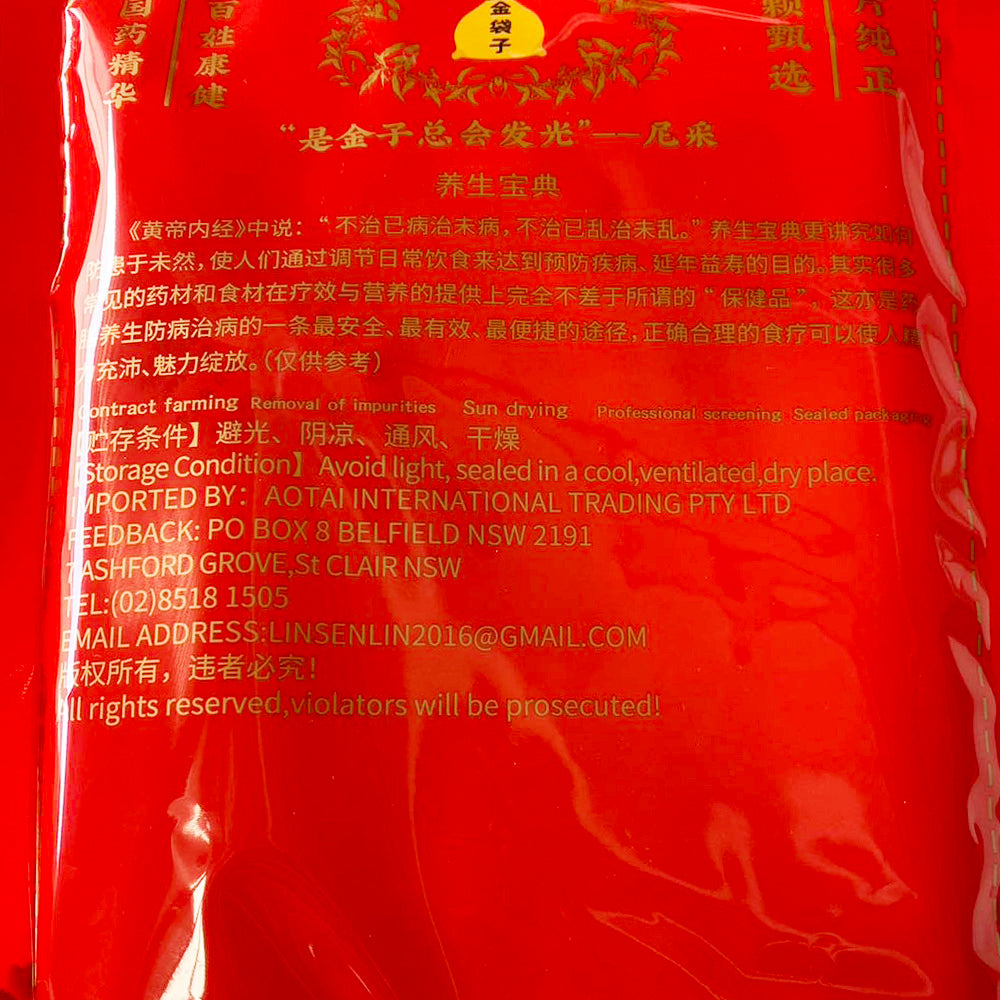 金袋子
国药精华
百姓康健
颗甄选
片纯正
“是金子总会发光”——尼采
养生宝典
《黄帝内经》中说：“不治已病治未病，不治已乱治未乱。”养生宝典更讲究如何
防患于未然，使人们通过调节日常饮食来达到预防疾病、延年益寿的目的。其实很多
常见的药材和食材在疗效与营养的提供上完全不差于所谓的“保健品”，这亦是
养生防病治病的一条最安全、最有效、最便捷的途径，正确合理的食疗可以使人精
力充沛、魅力绽放。（仅供参考）
Contract farming Removal of impurities Sun drying Professional screening Sealed packaging
【贮存条件】避光、阴凉、通风、干燥
【Storage Condition】Avoid light, sealed in a cool,ventilated,dry place.
IMPORTED BY：AOTAI INTERNATIONAL TRADING PTY LTD
FEEDBACK: PO BOX 8 BELFIELD NSW 2191
7 ASHFORD GROVE,St CLAIR NSW
TEL:(02)8518 1505
EMAIL ADDRESS:LINSENLIN2016@GMAIL.COM
版权所有，违者必究！
All rights reserved,violators will be prosecuted!